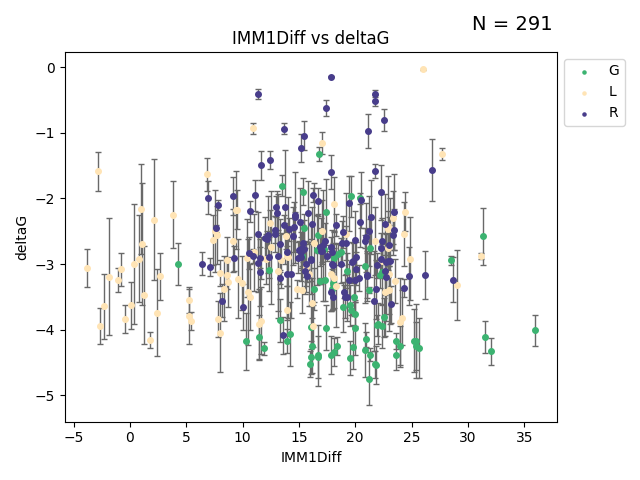 N = 291
IMM1Diff vs deltaG
G
L
R
deltaG
0
−1
−2
−3
−4
−5
−5 0 5 10 15 20 25 30 35
IMM1Diff